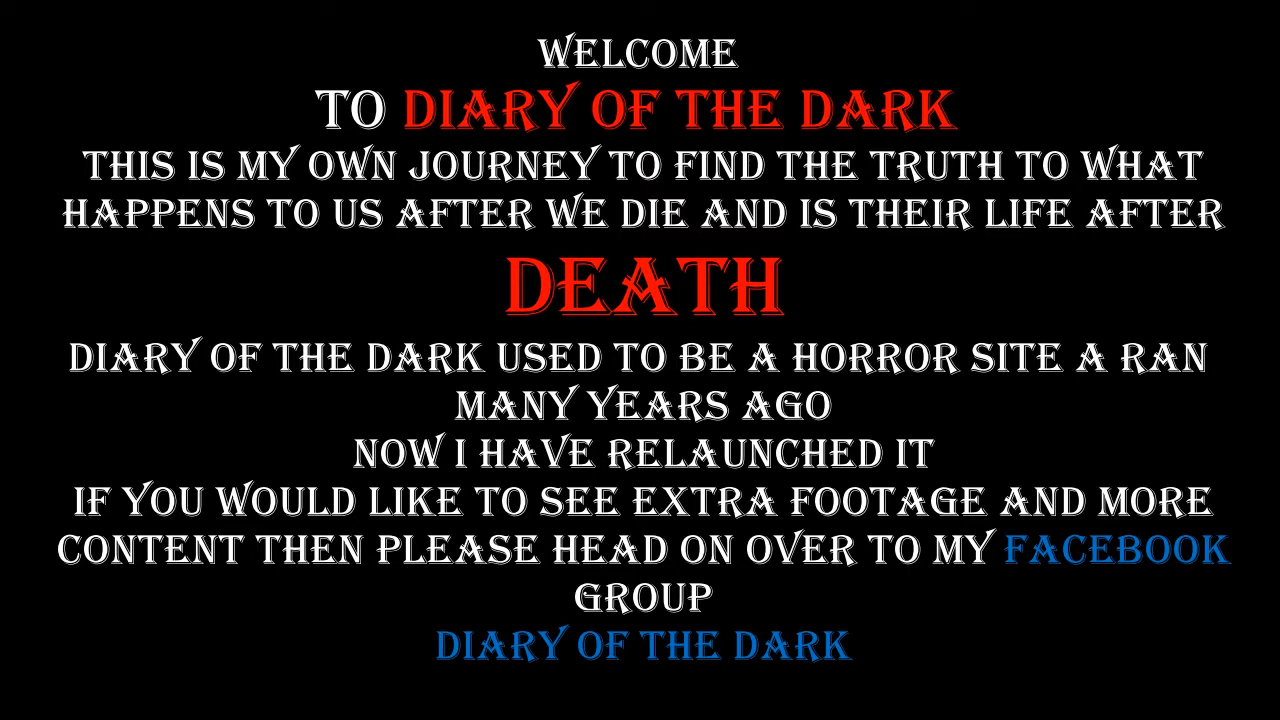 WELCOME
TO DIARY OF THE DARK
THIS IS MY OWN JOURNEY TO FIND THE TRUTH TO WHAT
HAPPENS TO US AFTER WE DIE AND IS THEIR LIFE AFTER
DEATH
DIARY OF THE DARK USED TO BE A HORROR SITE A RAN
MANY YEARS AGO
NOW I HAVE RELAUNCHED IT
IF YOU WOULD LIKE TO SEE EXTRA FOOTAGE AND MORE
CONTENT THEN PLEASE HEAD ON OVER TO MY FACEBOOK
GROUP
DIARY OF THE DARK